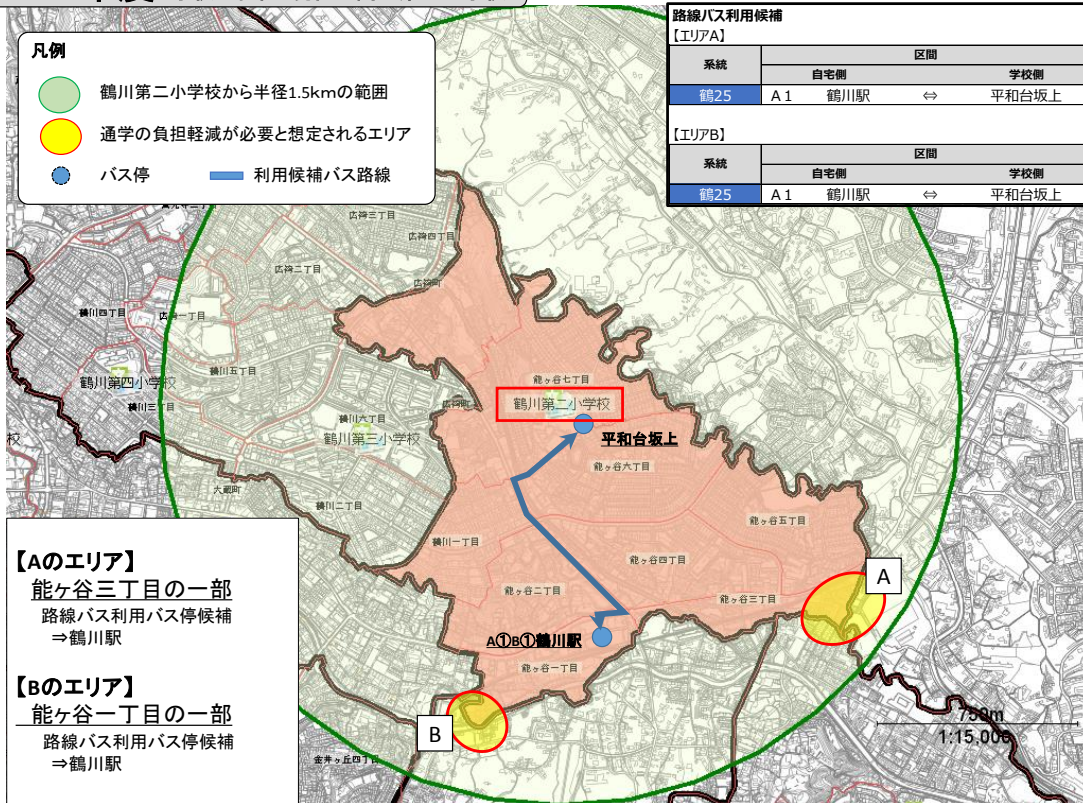 凡例
鶴川第二小学校から半径1.5kmの範囲
通学の負担軽減が必要と想定されるエリア
バス停 利用候補バス路線
路線バス利用候補
【エリアA】
系統 区間
自宅側 学校側
鶴25 A1 鶴川駅 ⇔ 平和台坂上
【エリアB】
系統 区間
自宅側 学校側
鶴25 A1 鶴川駅 ⇔ 平和台坂上
広袴三丁目
広袴四丁目
広袴二丁目
広袴町
鶴川四丁目
広袴一丁目
鶴川五丁目
鶴川第四小学校
鶴川三丁目
能ヶ谷七丁目
鶴川第二小学校
広袴町
鶴川六丁目
鶴川第三小学校
平和台坂上
校
能ヶ谷六丁目
大蔵町
鶴川二丁目
能ヶ谷五丁目
鶴川一丁目
能ヶ谷四丁目
A
能ヶ谷二丁目
能ヶ谷三丁目
A①B①鶴川駅
能ヶ谷一丁目
B
金井ヶ丘四丁目
750m
1:15,000
【Aのエリア】
能ヶ谷三丁目の一部
路線バス利用バス停候補
⇒鶴川駅
【Bのエリア】
能ヶ谷一丁目の一部
路線バス利用バス停候補
⇒鶴川駅